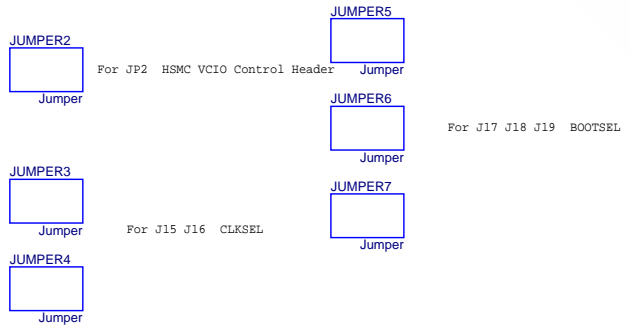 JUMPER2
Jumper
For JP2 HSMC VCIO Control Header
JUMPER3
Jumper
For J15 J16 CLKSEL
JUMPER4
Jumper
JUMPER5
Jumper
JUMPER6
Jumper
For J17 J18 J19 BOOTSEL
JUMPER7
Jumper